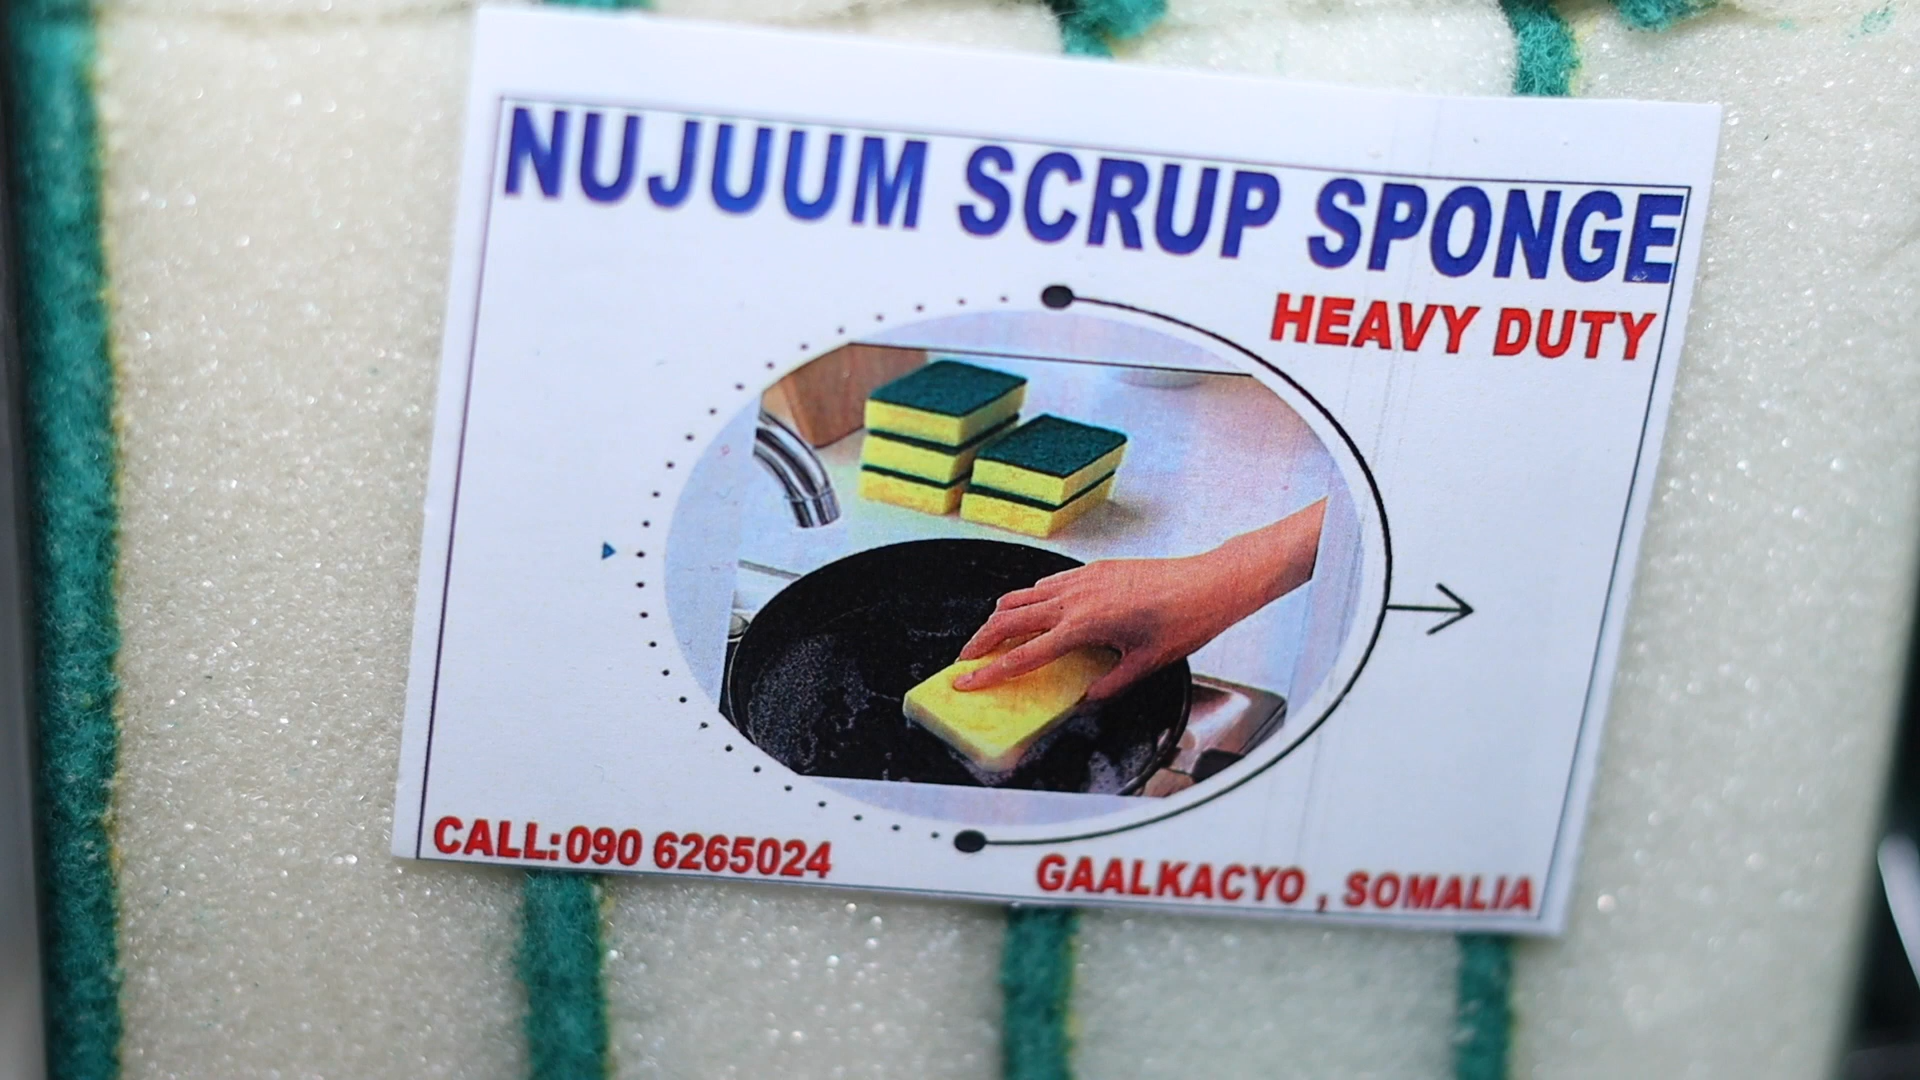 NUJUUM SCRUP SPONGE
HEAVY DUTY
CALL:090 6265024
GAALKACYO , SOMALIA